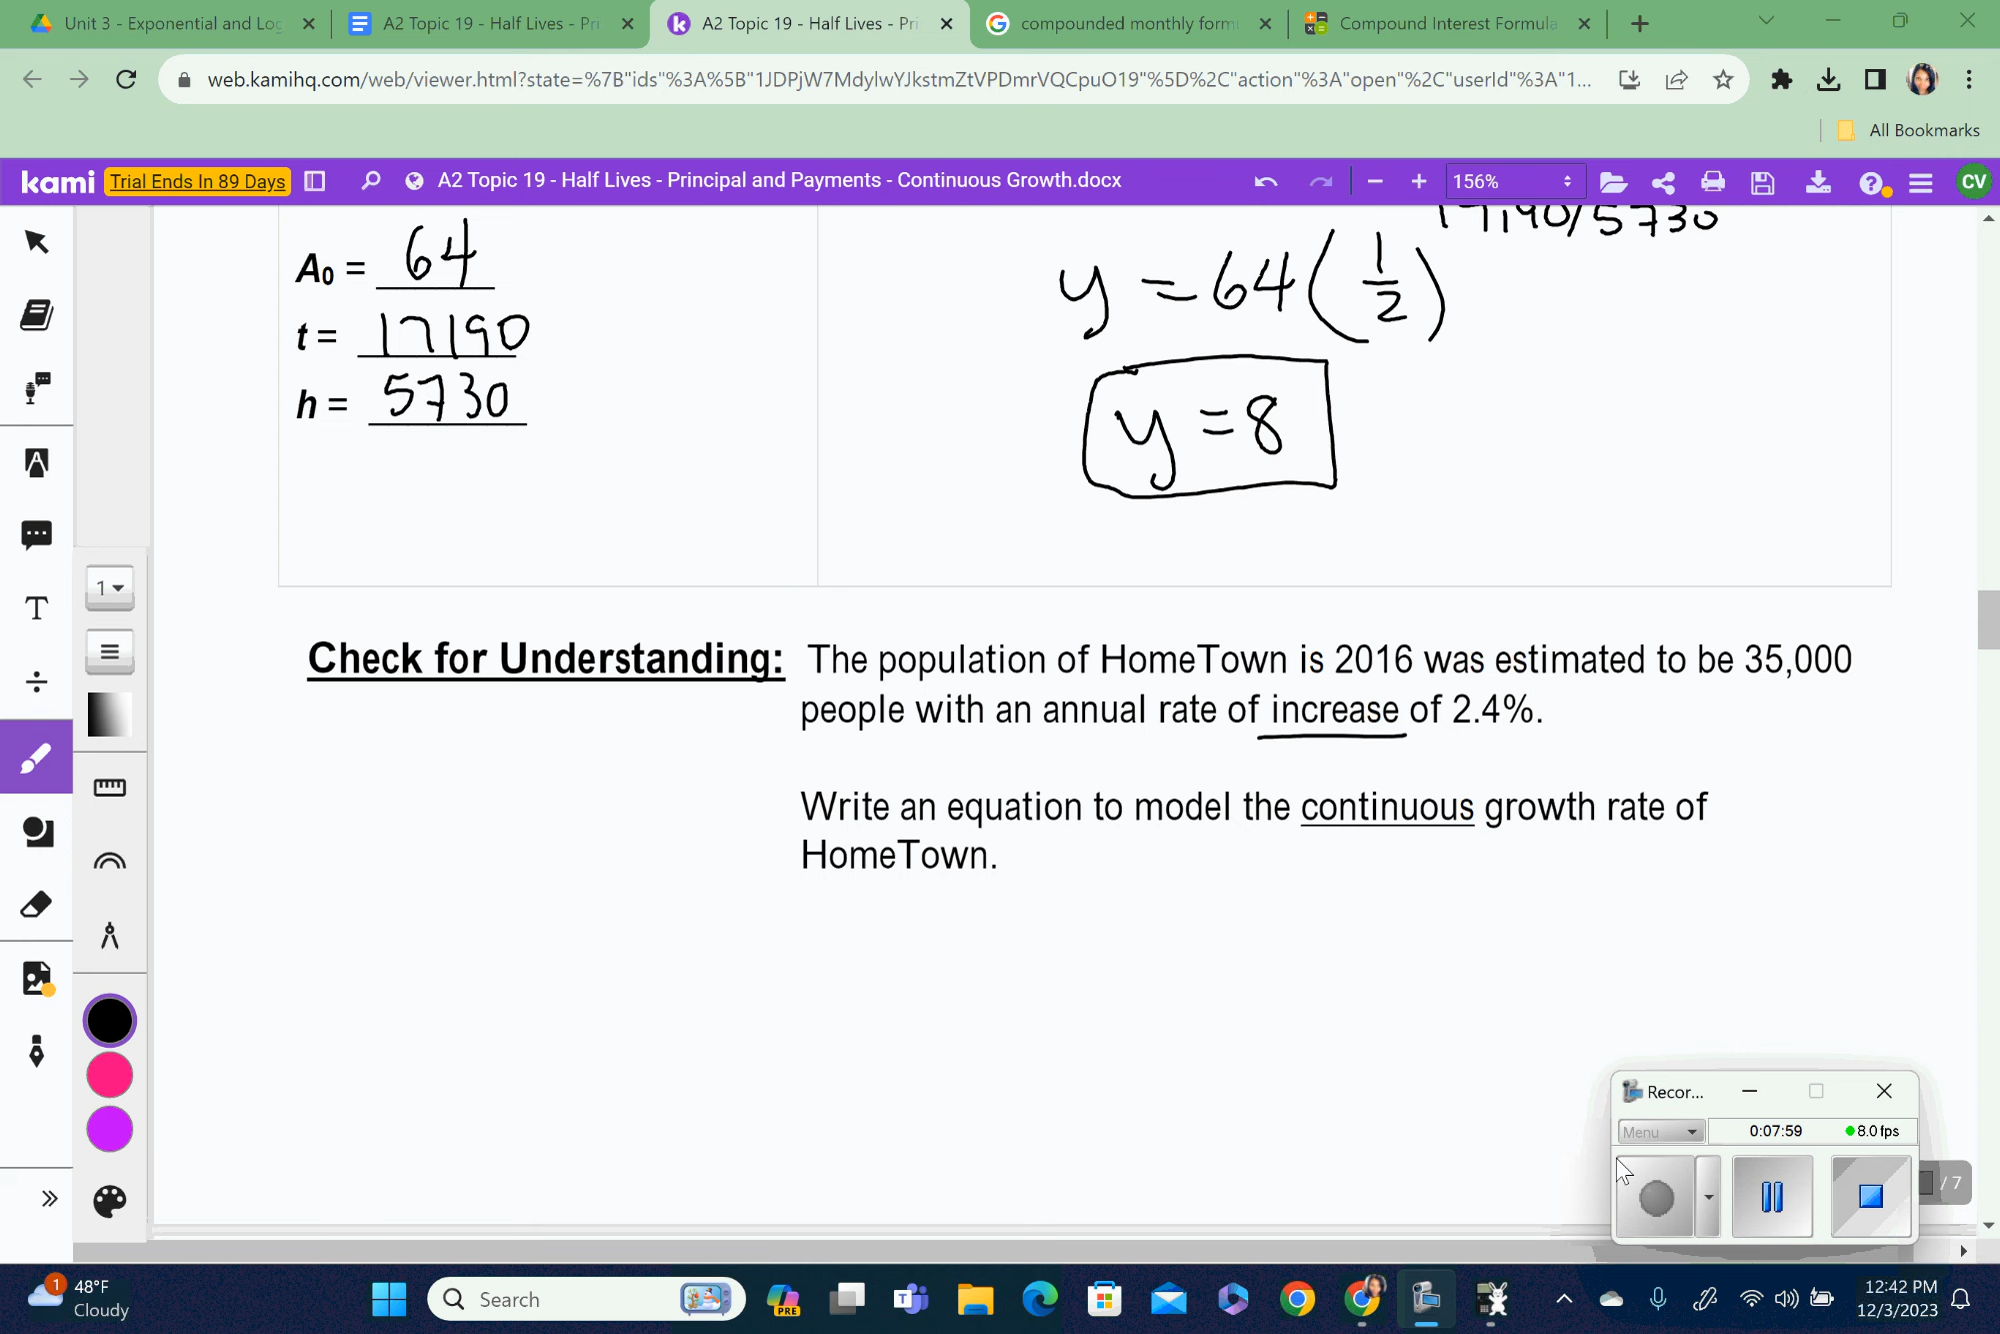 Unit 3 - Exponential and Log
A2 Topic 19 - Half Lives - Pri
A2 Topic 19 - Half Lives - Pri
compounded monthly form
Compound Interest Formula
web.kamihq.com/web/viewer.html?state=%7B"ids"%3A%5B"1JDPjW7MdylwYJkstmZtVPDmrVQCpuO19"%5D%2C"action"%3A"open"%2C"userId"%3A"1...
All Bookmarks
kami Trial Ends In 89 Days A2 Topic 19 - Half Lives - Principal and Payments - Continuous Growth.docx 156% CV
17190/5730
A0 = 64
y = 64(1/2)
t = 17190
h = 5730
y = 8
1
Check for Understanding: The population of HomeTown is 2016 was estimated to be 35,000
people with an annual rate of increase of 2.4%.
Write an equation to model the continuous growth rate of
HomeTown.
Recor...
Menu 0:07:59 8.0 fps
/ 7
1 48°F
Cloudy
Search
PRE
12:42 PM
12/3/2023